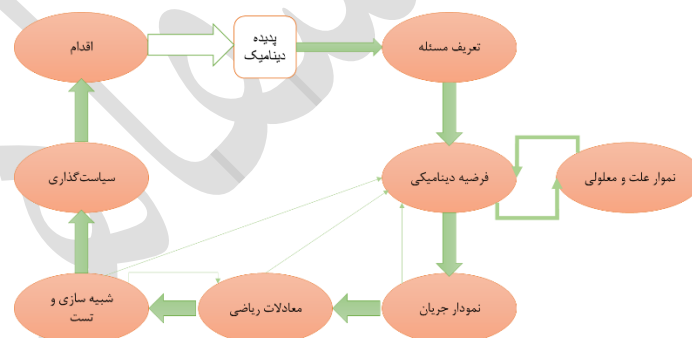 اقدام
پدیده
دینامیک
تعریف مسئله
سیاست‌گذاری
فرضیه دینامیکی
نموار علت و معلولی
شبیه سازی و
تست
معادلات ریاضی
نمودار جریان